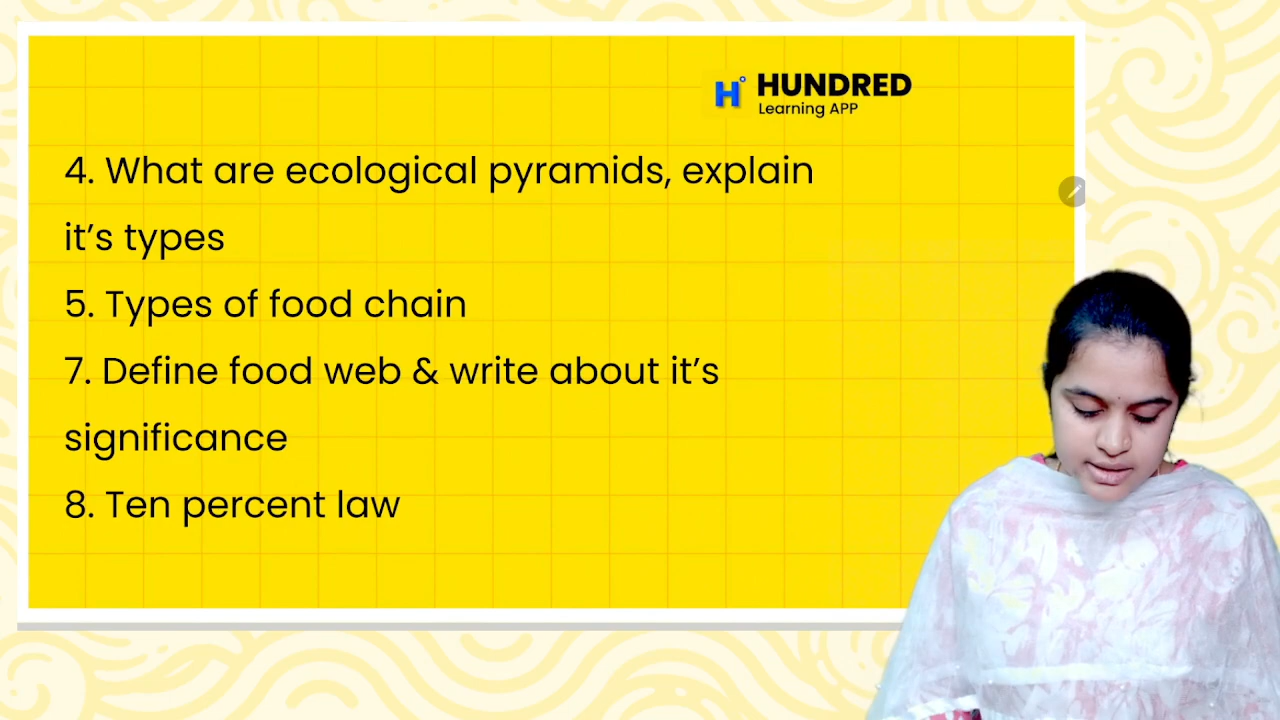 H
HUNDRED
Learning APP
4. What are ecological pyramids, explain
it’s types
5. Types of food chain
7. Define food web & write about it’s
significance
8. Ten percent law